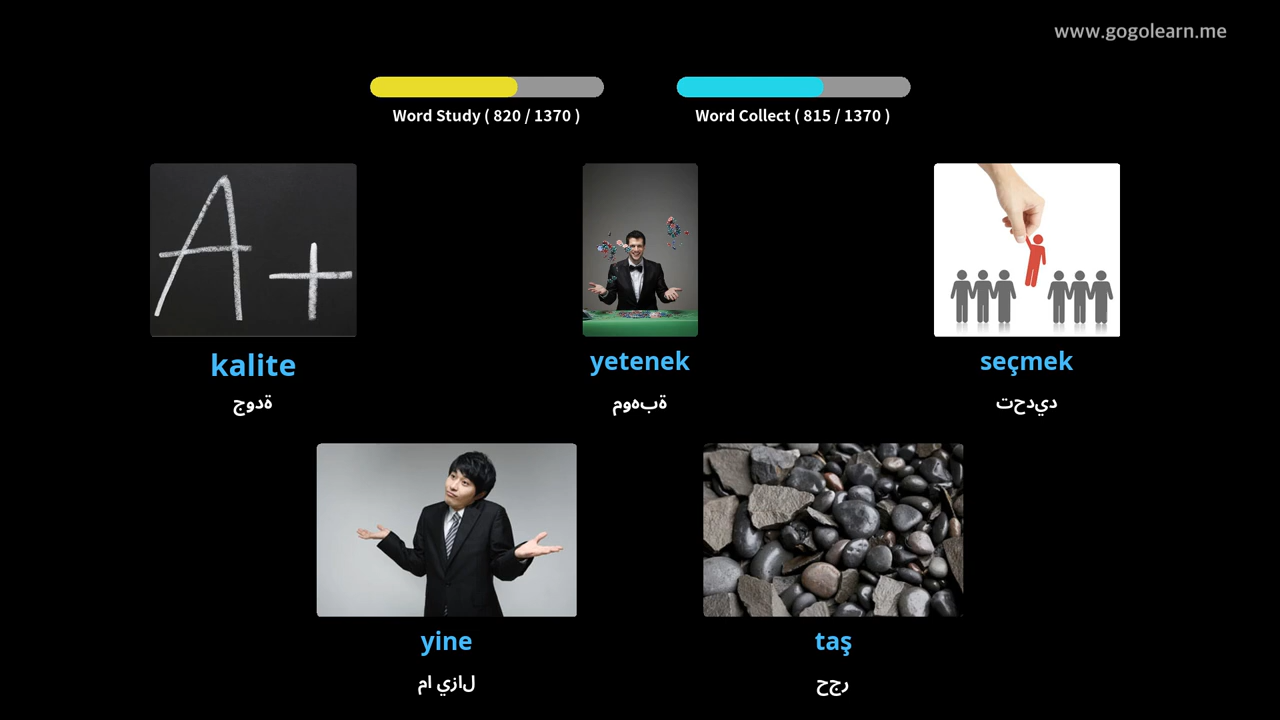 www.gogolearn.me
Word Study ( 820 / 1370 )
Word Collect ( 815 / 1370 )
kalite
yetenek
seçmek
ةدوج
ةبهوم
ديدحت
yine
taş
لازي ام
رجح